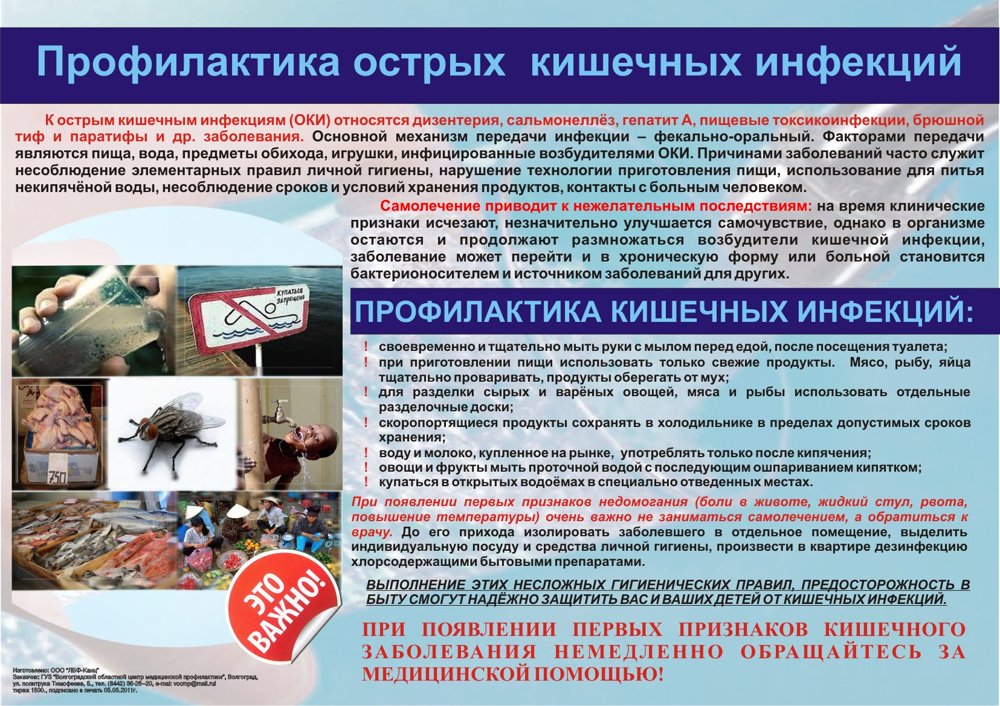 Профилактика острых кишечных инфекций
К острым кишечным инфекциям (ОКИ) относятся дизентерия, сальмонеллёз, гепатит А, пищевые токсикоинфекции, брюшной
тиф и паратифы и др. заболевания. Основной механизм передачи инфекции – фекально-оральный. Факторами передачи
являются пища, вода, предметы обихода, игрушки, инфицированные возбудителями ОКИ. Причинами заболеваний часто служит
несоблюдение элементарных правил личной гигиены, нарушение технологии приготовления пищи, использование для питья
некипячёной воды, несоблюдение сроков и условий хранения продуктов, контакты с больным человеком.
Самолечение приводит к нежелательным последствиям: на время клинические
признаки исчезают, незначительно улучшается самочувствие, однако в организме
остаются и продолжают размножаться возбудители кишечной инфекции,
заболевание может перейти и в хроническую форму или больной становится
бактерионосителем и источником заболеваний для других.
КУПАТЬСЯ
ЗАПРЕЩЕНО
750
ПРОФИЛАКТИКА КИШЕЧНЫХ ИНФЕКЦИЙ:
! своевременно и тщательно мыть руки с мылом перед едой, после посещения туалета;
! при приготовлении пищи использовать только свежие продукты. Мясо, рыбу, яйца
тщательно проваривать, продукты оберегать от мух;
! для разделки сырых и варёных овощей, мяса и рыбы использовать отдельные
разделочные доски;
! скоропортящиеся продукты сохранять в холодильнике в пределах допустимых сроков
хранения;
! воду и молоко, купленное на рынке, употреблять только после кипячения;
! овощи и фрукты мыть проточной водой с последующим ошпариванием кипятком;
! купаться в открытых водоёмах в специально отведенных местах.
При появлении первых признаков недомогания (боли в животе, жидкий стул, рвота,
повышение температуры) очень важно не заниматься самолечением, а обратиться к
врачу. До его прихода изолировать заболевшего в отдельное помещение, выделить
индивидуальную посуду и средства личной гигиены, произвести в квартире дезинфекцию
хлорсодержащими бытовыми препаратами.
ВЫПОЛНЕНИЕ ЭТИХ НЕСЛОЖНЫХ ГИГИЕНИЧЕСКИХ ПРАВИЛ, ПРЕДОСТОРОЖНОСТЬ В
БЫТУ СМОГУТ НАДЁЖНО ЗАЩИТИТЬ ВАС И ВАШИХ ДЕТЕЙ ОТ КИШЕЧНЫХ ИНФЕКЦИЙ.
ЭТО
ВАЖНО!
ПРИ ПОЯВЛЕНИИ ПЕРВЫХ ПРИЗНАКОВ КИШЕЧНОГО
ЗАБОЛЕВАНИЯ НЕМЕДЛЕННО ОБРАЩАЙТЕСЬ ЗА
МЕДИЦИНСКОЙ ПОМОЩЬЮ!
Изготовлено: ООО "ЛБФ-Канц"
Заказчик: ГУЗ "Волгоградский областной центр медицинской профилактики", Волгоград,
ул. политрука Тимофеева, 5., тел. (8442) 36-26–20, e-mal: vocmp@mail.rul
тираж 1500., подписано в печать 05.05.2011г.